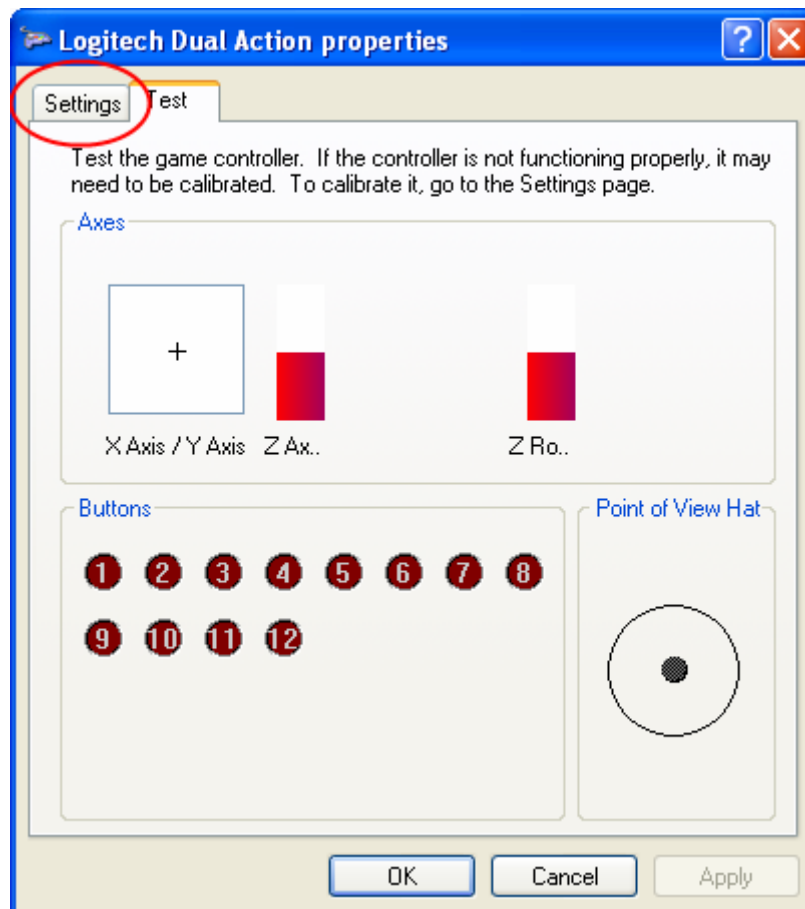 Logitech Dual Action properties
Settings
Test
Test the game controller. If the controller is not functioning properly, it may
need to be calibrated. To calibrate it, go to the Settings page.
Axes
X Axis / Y Axis
Z Ax..
Z Ro..
Buttons
1 2 3 4 5 6 7 8
9 10 11 12
Point of View Hat
OK
Cancel
Apply